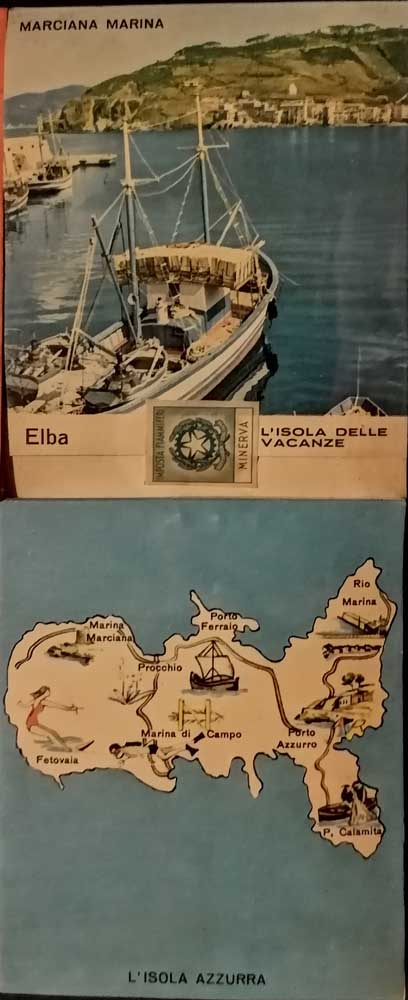 MARCIANA MARINA
Elba
IMPOSTA FIAMMIFERI
MINERVA
L'ISOLA DELLE
VACANZE
Rio
Marina
Porto
Ferraio
Marina
Marciana
Procchio
Marina di Campo
Porto
Azzurro
Fetovaia
P. Calamita
L'ISOLA AZZURRA